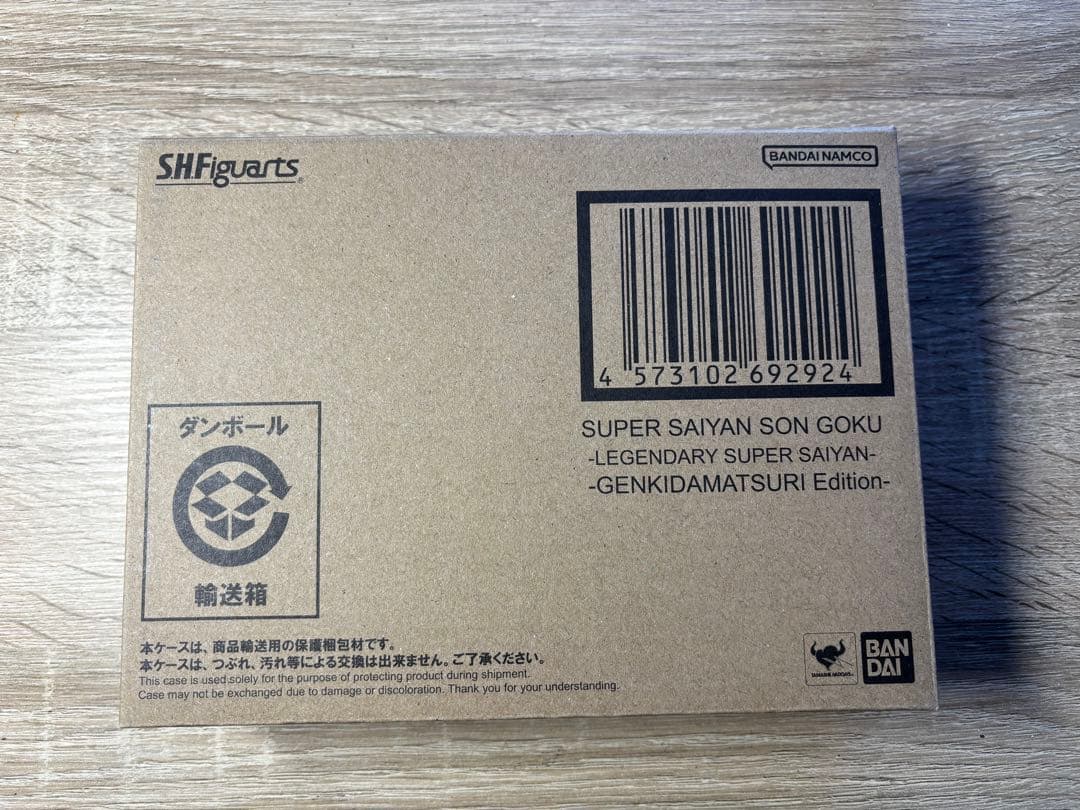 S.H.Figuarts
BANDAI NAMCO
4 573102 692924
SUPER SAIYAN SON GOKU
-LEGENDARY SUPER SAIYAN-
-GENKIDAMATSURI Edition-
ダンボール
輸送箱
本ケースは、商品輸送用の保護梱包材です。
本ケースは、つぶれ、汚れ等による交換は出来ません。ご了承ください。
This case is used solely for the purpose of protecting product during shipment.
Case may not be exchanged due to damage or discoloration. Thank you for your understanding.
TAMASHII NATIONS
BAN
DAI